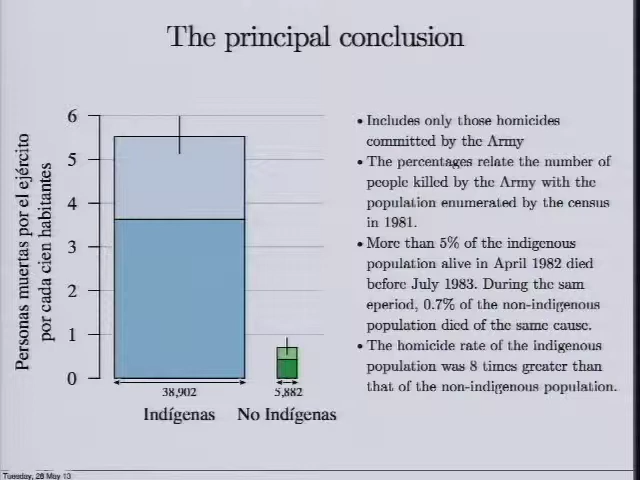 The principal conclusion
Personas muertas por el ejército
por cada cien habitantes
6
5
4
3
2
1
0
38,902
5,882
Indígenas
No Indígenas
• Includes only those homicides
committed by the Army
• The percentages relate the number of
people killed by the Army with the
population enumerated by the census
in 1981.
• More than 5% of the indigenous
population alive in April 1982 died
before July 1983. During the sam
eperiod, 0.7% of the non-indigenous
population died of the same cause.
• The homicide rate of the indigenous
population was 8 times greater than
that of the non-indigenous population.
Tuesday, 28 May 13